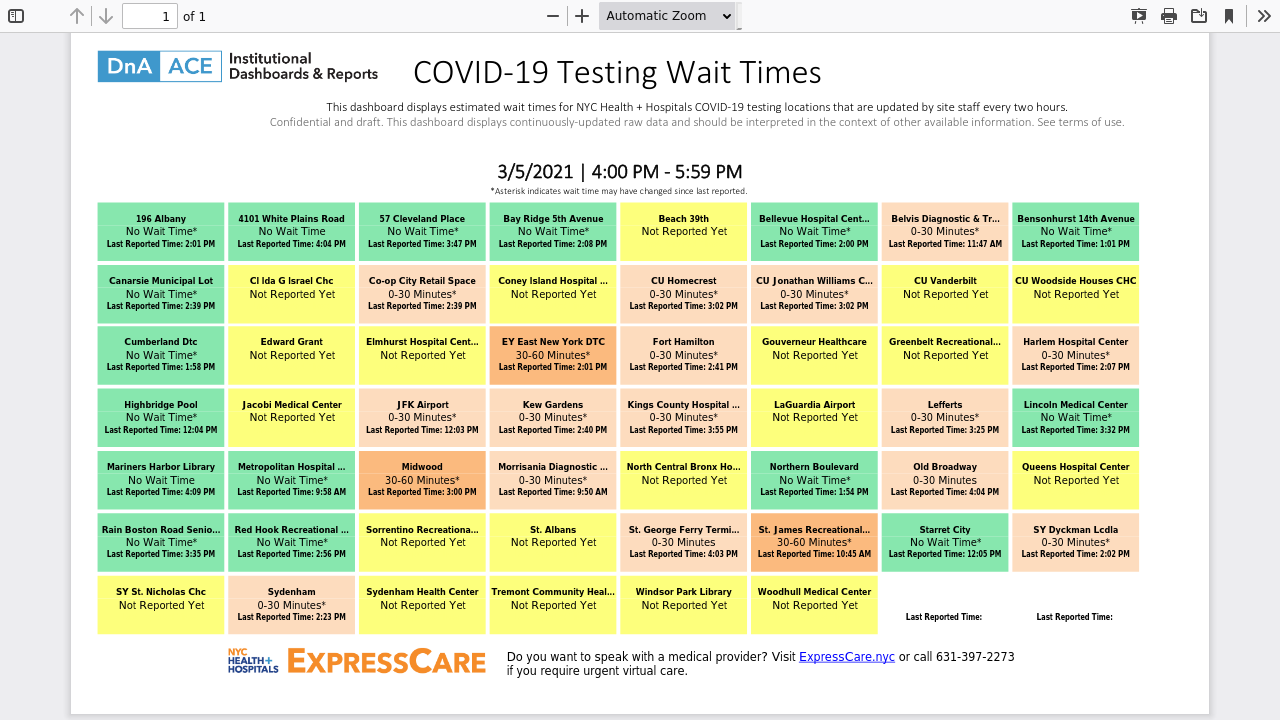 1 of 1 Automatic Zoom
DnA ACE Institutional Dashboards & Reports
COVID-19 Testing Wait Times
This dashboard displays estimated wait times for NYC Health + Hospitals COVID-19 testing locations that are updated by site staff every two hours.
Confidential and draft. This dashboard displays continuously-updated raw data and should be interpreted in the context of other available information. See terms of use.
3/5/2021 | 4:00 PM - 5:59 PM
*Asterisk indicates wait time may have changed since last reported.
196 Albany
No Wait Time*
Last Reported Time: 2:01 PM
4101 White Plains Road
No Wait Time
Last Reported Time: 4:04 PM
57 Cleveland Place
No Wait Time*
Last Reported Time: 3:47 PM
Bay Ridge 5th Avenue
No Wait Time*
Last Reported Time: 2:08 PM
Beach 39th
Not Reported Yet
Bellevue Hospital Cent...
No Wait Time*
Last Reported Time: 2:00 PM
Belvis Diagnostic & Tr...
0-30 Minutes*
Last Reported Time: 11:47 AM
Bensonhurst 14th Avenue
No Wait Time*
Last Reported Time: 1:01 PM
Canarsie Municipal Lot
No Wait Time*
Last Reported Time: 2:39 PM
Cl Ida G Israel Chc
Not Reported Yet
Co-op City Retail Space
0-30 Minutes*
Last Reported Time: 2:39 PM
Coney Island Hospital ...
Not Reported Yet
CU Homecrest
0-30 Minutes*
Last Reported Time: 3:02 PM
CU Jonathan Williams C...
0-30 Minutes*
Last Reported Time: 3:02 PM
CU Vanderbilt
Not Reported Yet
CU Woodside Houses CHC
Not Reported Yet
Cumberland Dtc
No Wait Time*
Last Reported Time: 1:58 PM
Edward Grant
Not Reported Yet
Elmhurst Hospital Cent...
Not Reported Yet
EY East New York DTC
30-60 Minutes*
Last Reported Time: 2:01 PM
Fort Hamilton
0-30 Minutes*
Last Reported Time: 2:41 PM
Gouverneur Healthcare
Not Reported Yet
Greenbelt Recreational...
Not Reported Yet
Harlem Hospital Center
0-30 Minutes*
Last Reported Time: 2:07 PM
Highbridge Pool
No Wait Time*
Last Reported Time: 12:04 PM
Jacobi Medical Center
Not Reported Yet
JFK Airport
0-30 Minutes*
Last Reported Time: 12:03 PM
Kew Gardens
0-30 Minutes*
Last Reported Time: 2:40 PM
Kings County Hospital ...
0-30 Minutes*
Last Reported Time: 3:55 PM
LaGuardia Airport
Not Reported Yet
Lefferts
0-30 Minutes*
Last Reported Time: 3:25 PM
Lincoln Medical Center
No Wait Time*
Last Reported Time: 3:32 PM
Mariners Harbor Library
No Wait Time
Last Reported Time: 4:09 PM
Metropolitan Hospital ...
No Wait Time*
Last Reported Time: 9:58 AM
Midwood
30-60 Minutes*
Last Reported Time: 3:00 PM
Morrisania Diagnostic ...
0-30 Minutes*
Last Reported Time: 9:50 AM
North Central Bronx Ho...
Not Reported Yet
Northern Boulevard
No Wait Time*
Last Reported Time: 1:54 PM
Old Broadway
0-30 Minutes
Last Reported Time: 4:04 PM
Queens Hospital Center
Not Reported Yet
Rain Boston Road Senio...
No Wait Time*
Last Reported Time: 3:35 PM
Red Hook Recreational ...
No Wait Time*
Last Reported Time: 2:56 PM
Sorrentino Recreationa...
Not Reported Yet
St. Albans
Not Reported Yet
St. George Ferry Termi...
0-30 Minutes
Last Reported Time: 4:03 PM
St. James Recreational...
30-60 Minutes*
Last Reported Time: 10:45 AM
Starret City
No Wait Time*
Last Reported Time: 12:05 PM
SY Dyckman Lcdla
0-30 Minutes*
Last Reported Time: 2:02 PM
SY St. Nicholas Chc
Not Reported Yet
Sydenham
0-30 Minutes*
Last Reported Time: 2:23 PM
Sydenham Health Center
Not Reported Yet
Tremont Community Heal...
Not Reported Yet
Windsor Park Library
Not Reported Yet
Woodhull Medical Center
Not Reported Yet
Last Reported Time:
Last Reported Time:
NYC HEALTH+ HOSPITALS
EXPRESSCARE
Do you want to speak with a medical provider? Visit ExpressCare.nyc or call 631-397-2273
if you require urgent virtual care.